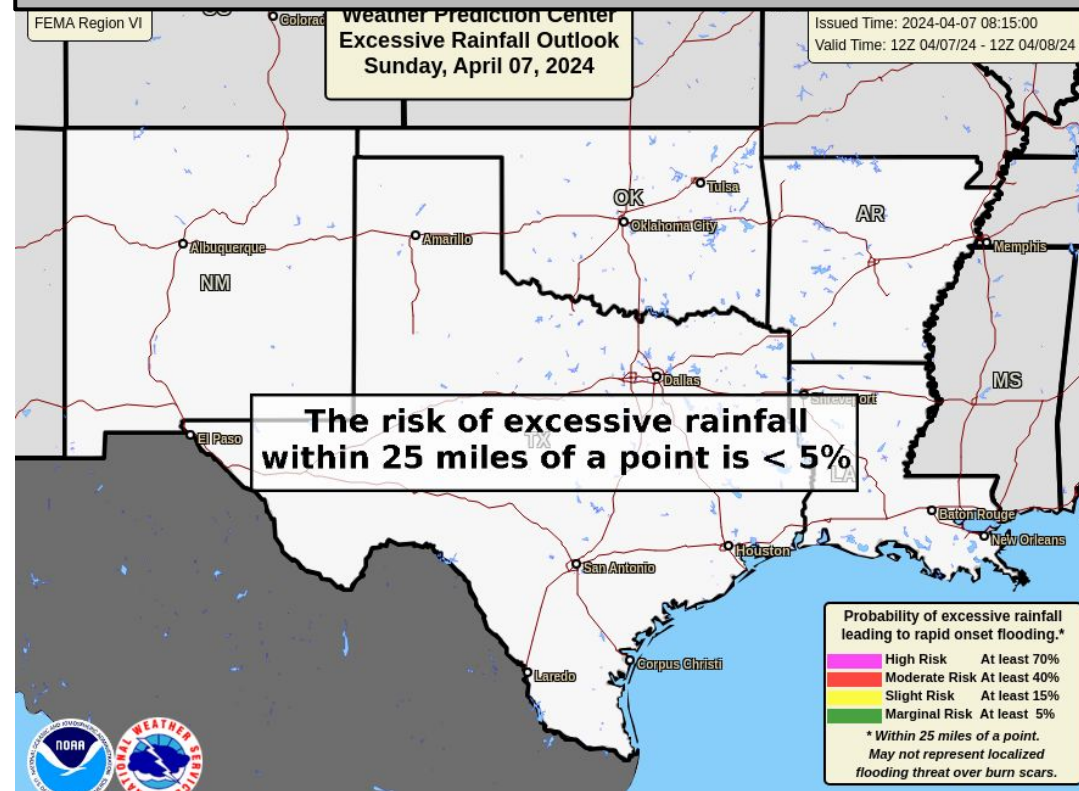 FEMA Region VI
Weather Prediction Center
Excessive Rainfall Outlook
Sunday, April 07, 2024
Issued Time: 2024-04-07 08:15:00
Valid Time: 12Z 04/07/24 - 12Z 04/08/24
Tulsa
OK
Oklahoma City
AR
Amarillo
Albuquerque
Memphis
NM
MS
Dallas
Shreveport
The risk of excessive rainfall
within 25 miles of a point is < 5%
El Paso
TX
LA
Baton Rouge
New Orleans
Houston
San Antonio
Corpus Christi
Laredo
Probability of excessive rainfall
leading to rapid onset flooding.*
High Risk At least 70%
Moderate Risk At least 40%
Slight Risk At least 15%
Marginal Risk At least 5%
* Within 25 miles of a point.
May not represent localized
flooding threat over burn scars.
NOAA